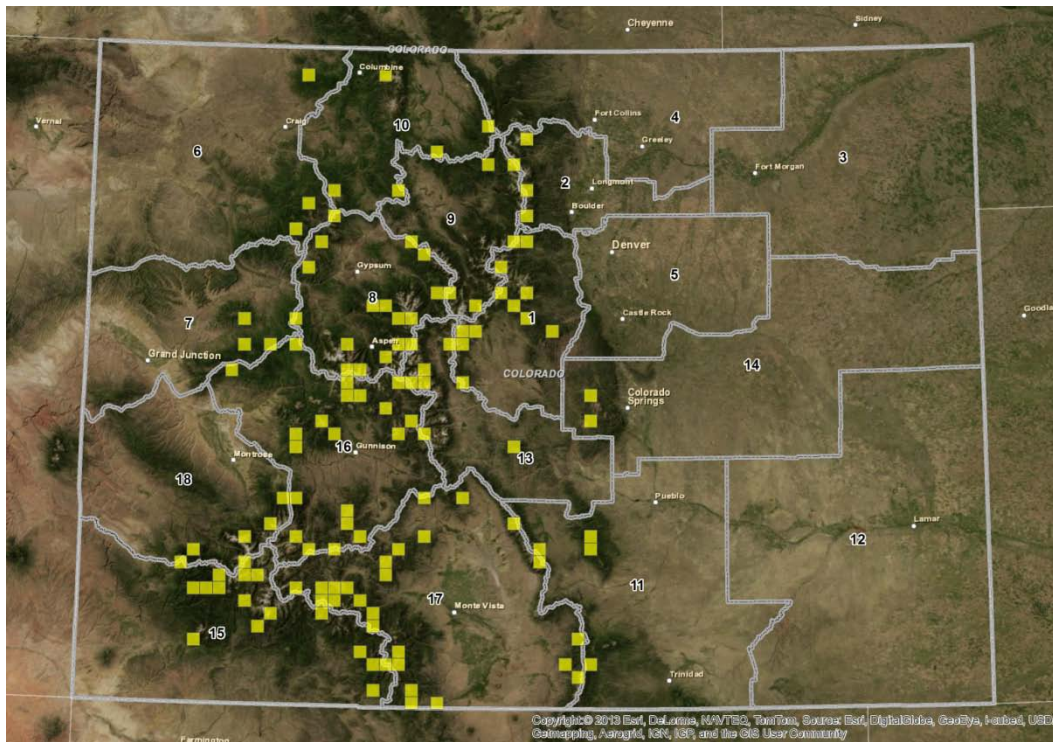 Cheyenne
Sidney
COLORADO
Columbine
Vernal
Craig
10
Fort Collins
4
Greeley
6
3
Fort Morgan
2
Longmont
9
Boulder
Denver
Gypsum
5
8
7
1
Castle Rock
Goodla
Aspen
Grand Junction
14
COLORADO
Colorado
Springs
16
Gunnison
13
Montrose
18
Pueblo
Lamar
12
11
17
Monte Vista
15
Trinidad
Copyright:© 2013 Esri, DeLorme, NAVTEQ, TomTom, Source: Esri, DigitalGlobe, GeoEye, i-cubed, USD
Farmington
Getmapping, Aerogrid, IGN, IGP, and the GIS User Community